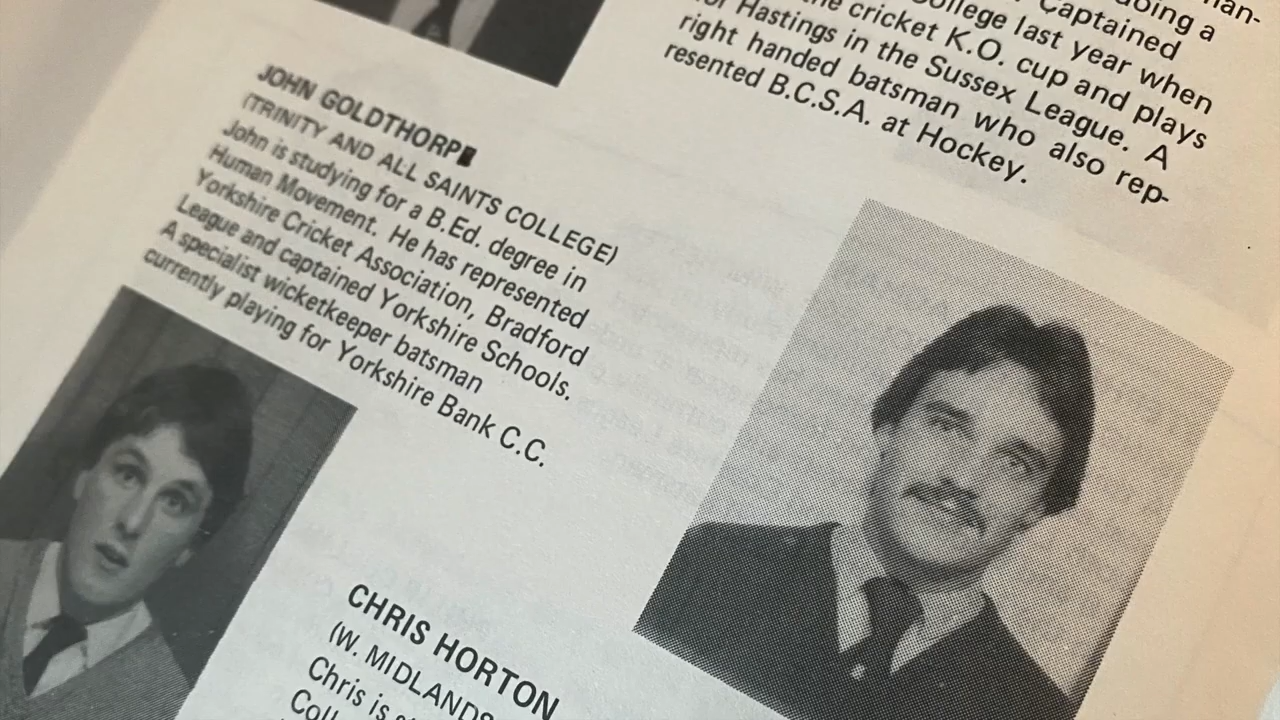 doing a
College last year when
the cricket K.O. cup and plays
for Hastings in the Sussex League. A
right handed batsman who also rep-
resented B.C.S.A. at Hockey.
JOHN GOLDTHORP
(TRINITY AND ALL SAINTS COLLEGE)
John is studying for a B.Ed. degree in
Human Movement. He has represented
Yorkshire Cricket Association, Bradford
League and captained Yorkshire Schools.
A specialist wicketkeeper batsman
currently playing for Yorkshire Bank C.C.
CHRIS HORTON
(W. MIDLANDS
Chris is